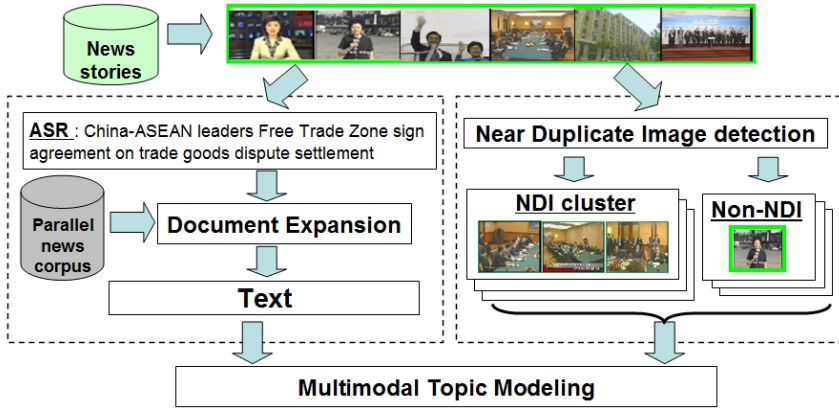 News
stories
ASR : China-ASEAN leaders Free Trade Zone sign
agreement on trade goods dispute settlement
Parallel
news
corpus
Document Expansion
Text
Near Duplicate Image detection
NDI cluster
Non-NDI
Multimodal Topic Modeling